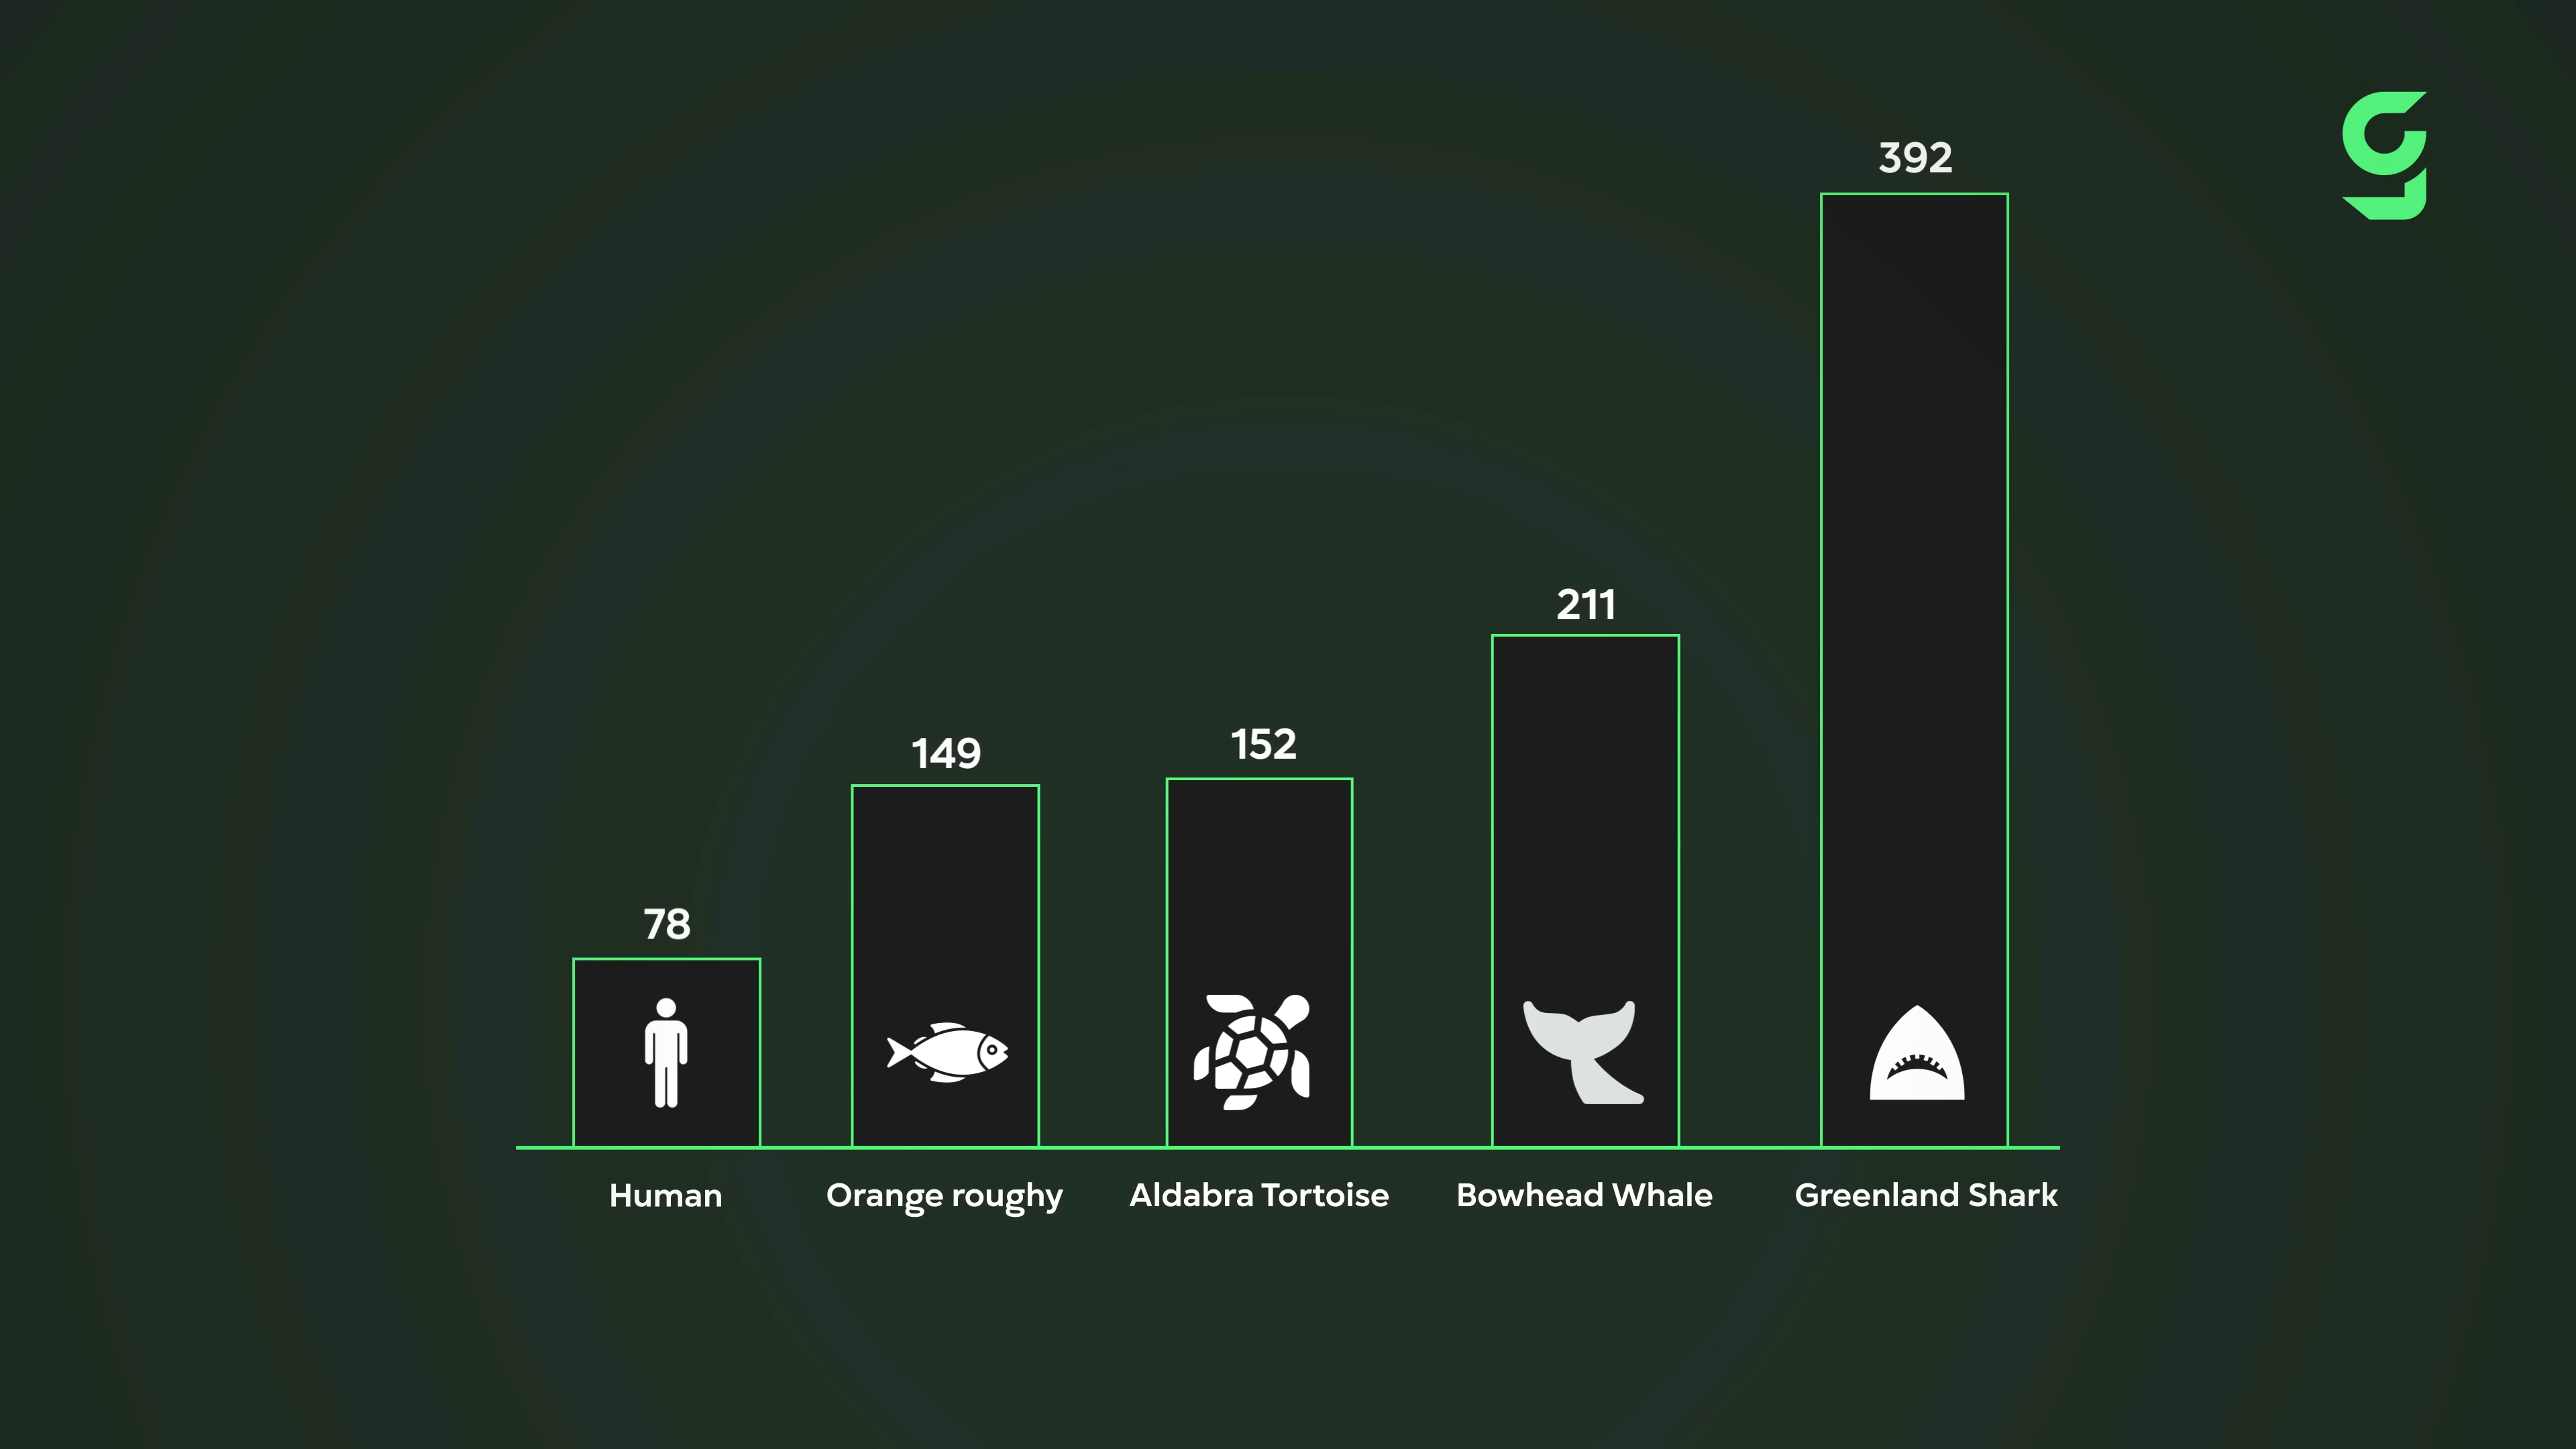 392
211
152
149
78
Human
Orange roughy
Aldabra Tortoise
Bowhead Whale
Greenland Shark